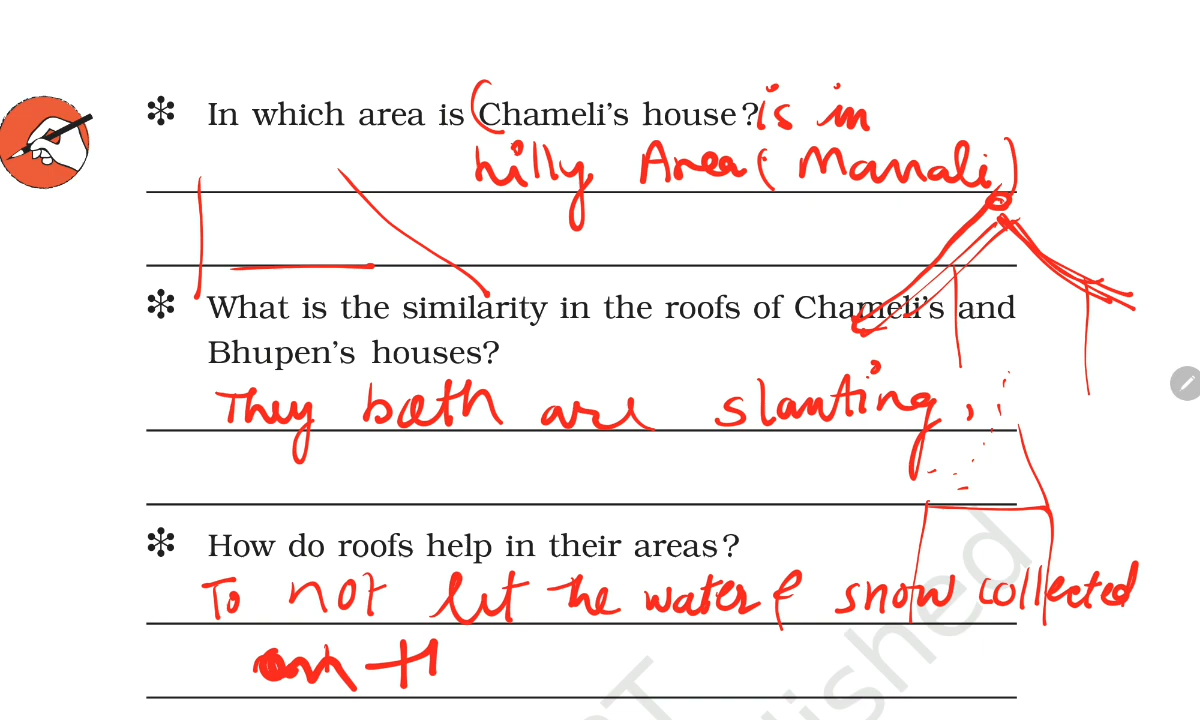 In which area is Chameli's house? is in
hilly Area (Manali)
What is the similarity in the roofs of Chameli's and
Bhupen's houses?
They both are slanting,
How do roofs help in their areas?
To not let the water & snow collected